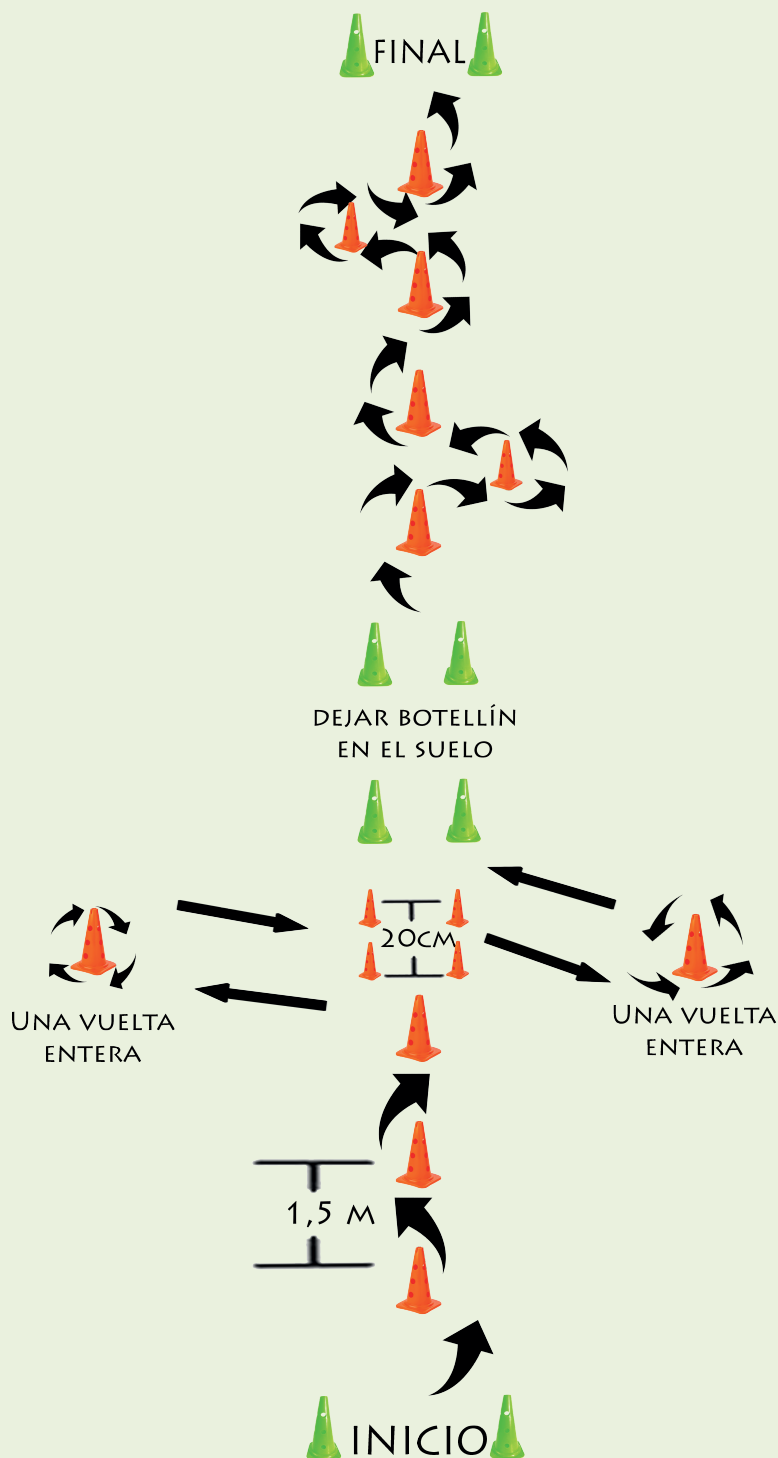 FINAL
DEJAR BOTELLÍN
EN EL SUELO
20CM
UNA VUELTA
ENTERA
UNA VUELTA
ENTERA
1,5 M
INICIO